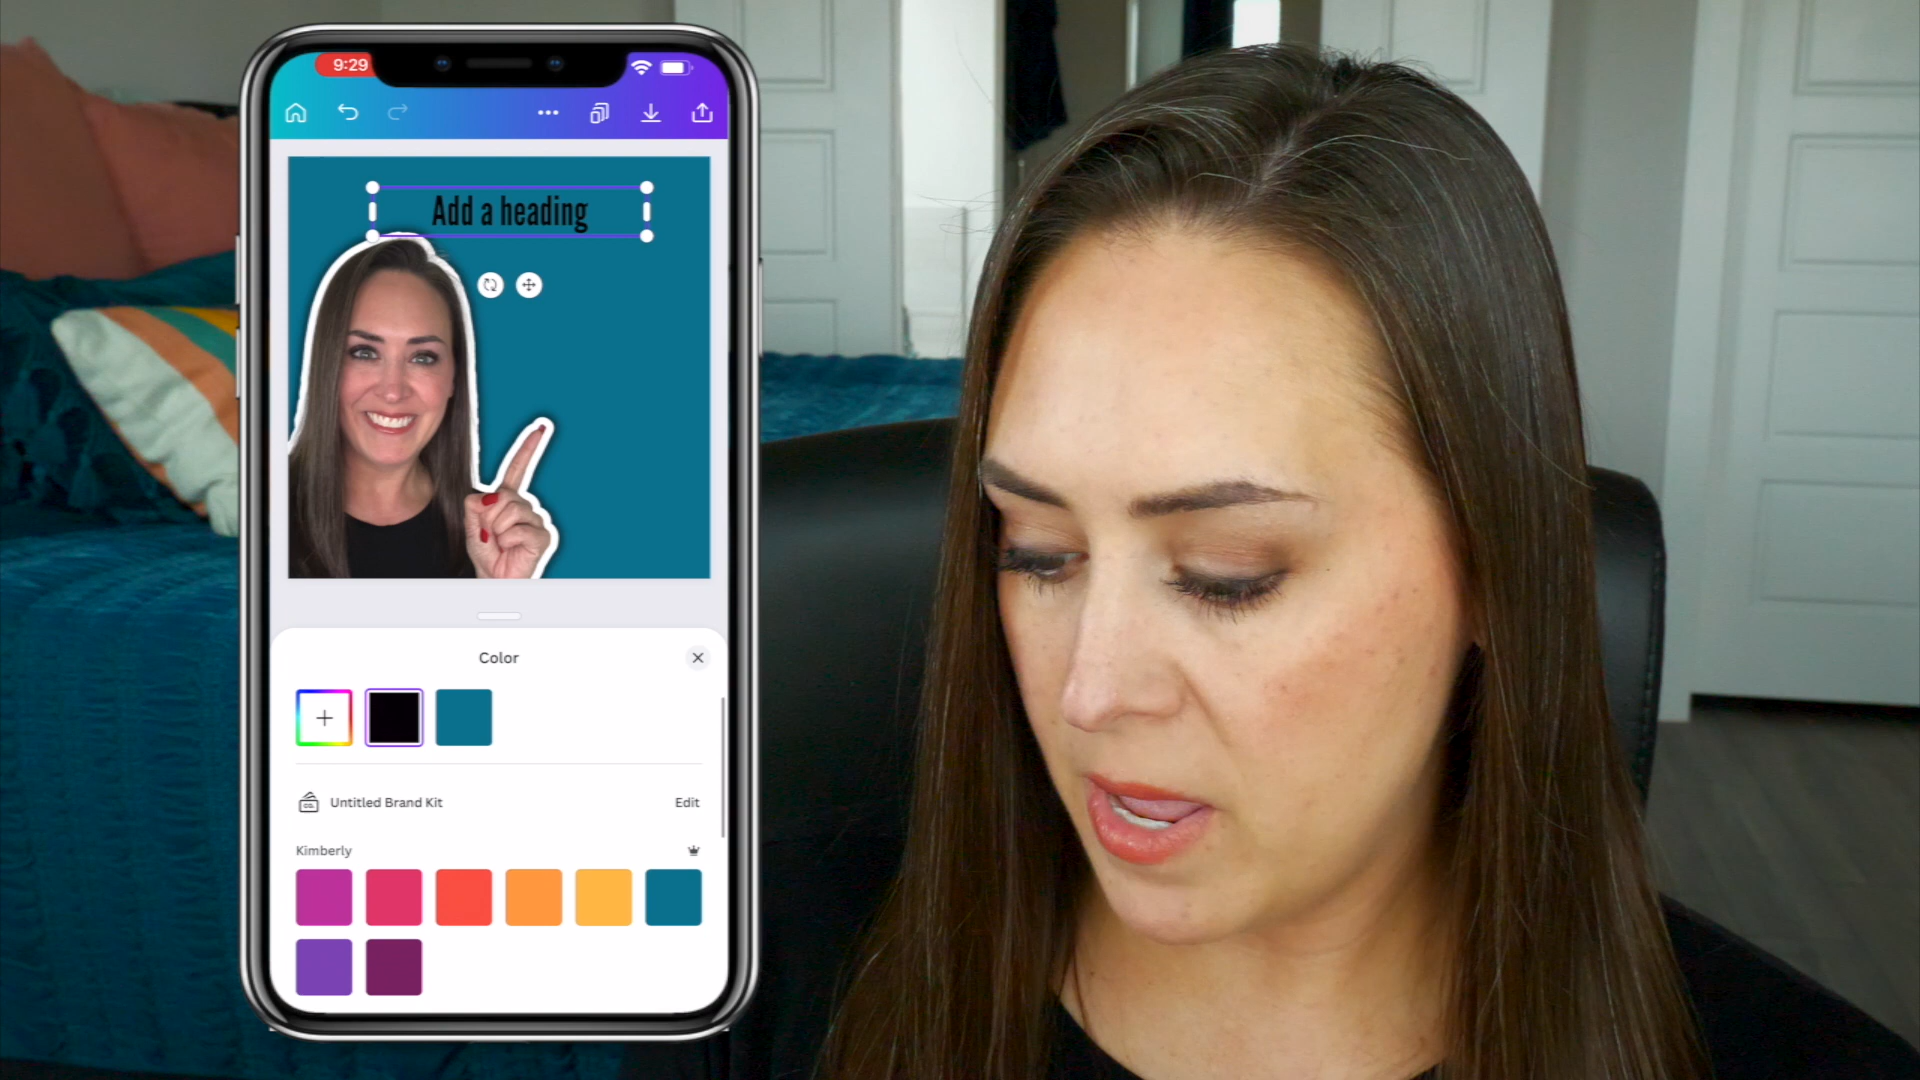 9:29
Add a heading
Color
Untitled Brand Kit
Edit
Kimberly